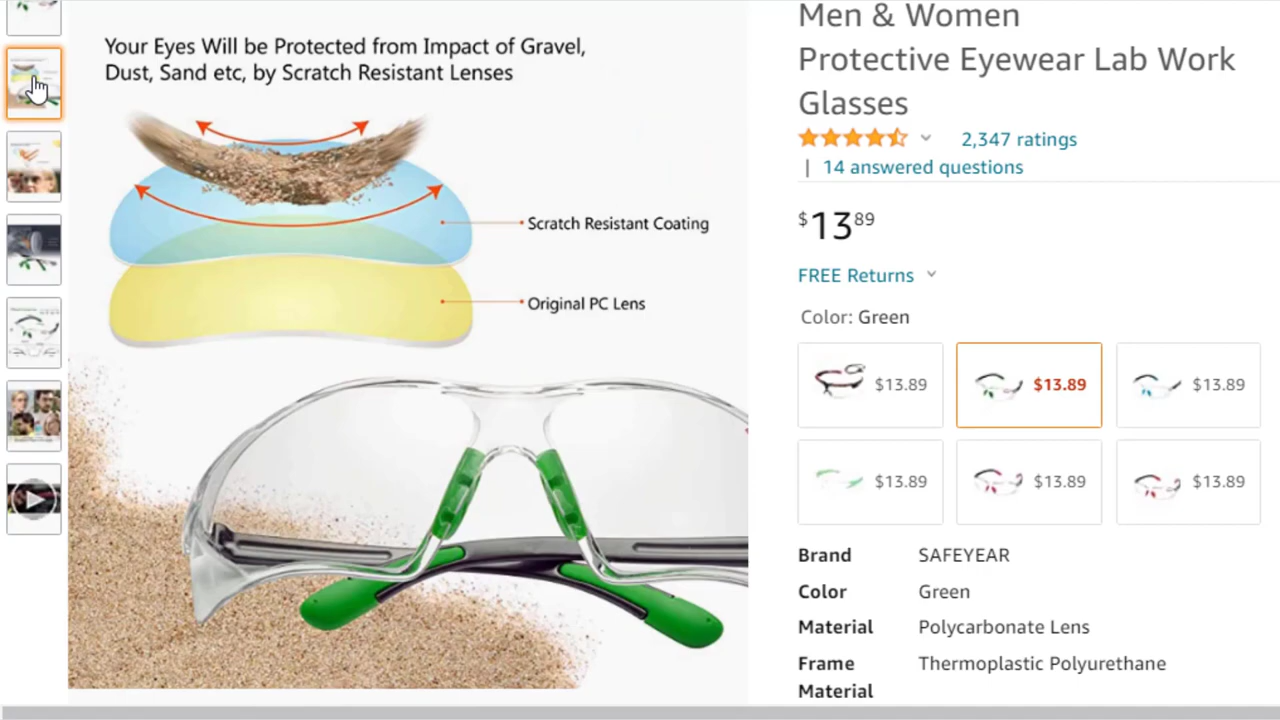 Your Eyes Will be Protected from Impact of Gravel,
Dust, Sand etc, by Scratch Resistant Lenses
Scratch Resistant Coating
Original PC Lens
Men & Women
Protective Eyewear Lab Work
Glasses
2,347 ratings
| 14 answered questions
$13 89
FREE Returns
Color: Green
$13.89 $13.89 $13.89
$13.89 $13.89 $13.89
Brand SAFEYEAR
Color Green
Material Polycarbonate Lens
Frame Thermoplastic Polyurethane
Material